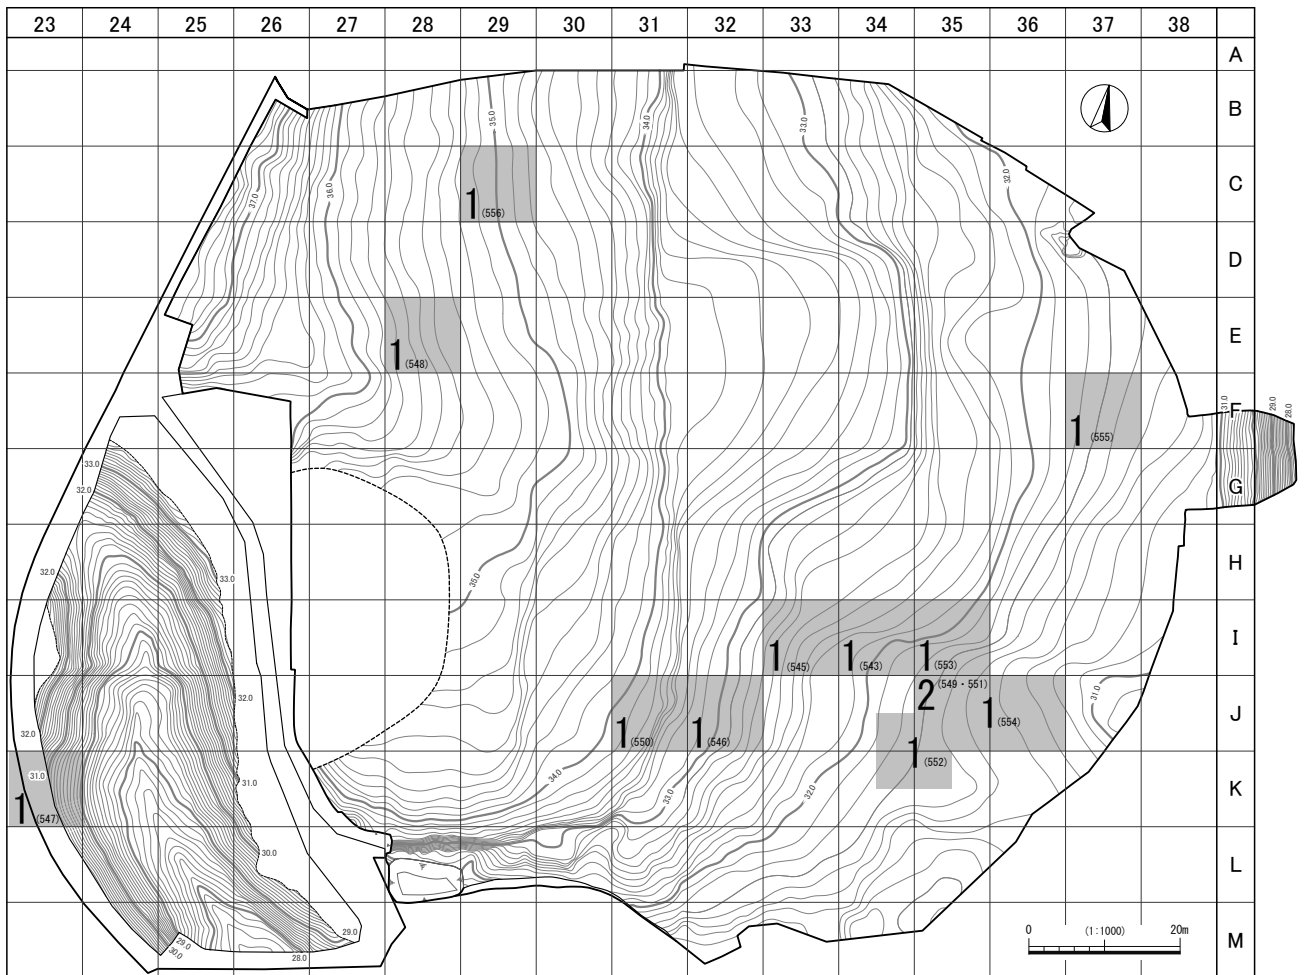 23 24 25 26 27 28 29 30 31 32 33 34 35 36 37 38
A
B
35.0
34.0
33.0
37.0
36.0
32.0
C
1 (556)
D
E
1 (548)
F
31.0
29.0
28.0
1 (555)
33.0
32.0
G
32.0
33.0
35.0
H
I
1 (545)
1 (543)
1 (553)
2 (549・551)
32.0
31.0
32.0
J
1 (550)
1 (546)
1 (554)
1 (552)
31.0
31.0
34.0
33.0
32.0
K
1 (547)
30.0
L
29.0
30.0
29.0
28.0
0 (1:1000) 20m
M